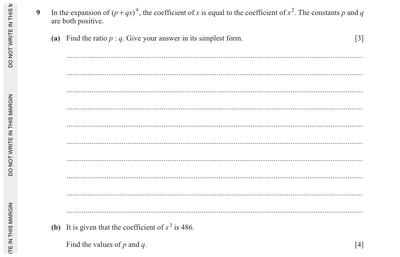 DO NOT WRITE IN THIS M
9 In the expansion of (p + qx)⁴, the coefficient of x is equal to the coefficient of x². The constants p and q
are both positive.
(a) Find the ratio p : q. Give your answer in its simplest form. [3]
DO NOT WRITE IN THIS MARGIN
(b) It is given that the coefficient of x³ is 486.
Find the values of p and q. [4]
ITE IN THIS MARGIN